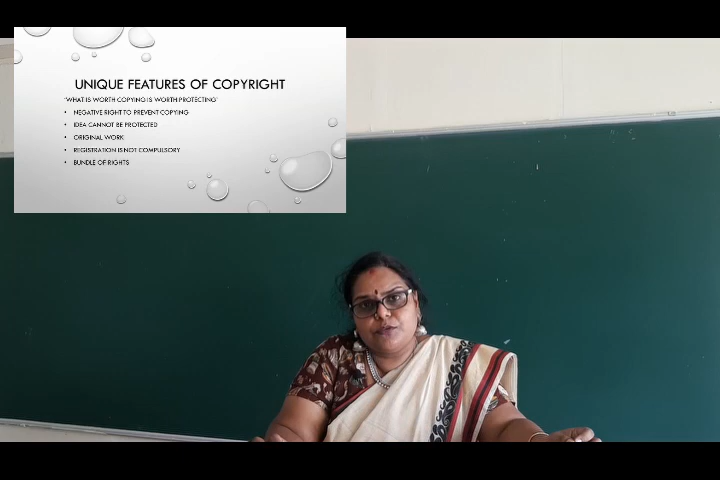 UNIQUE FEATURES OF COPYRIGHT
"WHAT IS WORTH COPYING IS WORTH PROTECTING"
• NEGATIVE RIGHT TO PREVENT COPYING
• IDEA CANNOT BE PROTECTED
• ORIGINAL WORK
• REGISTRATION IS NOT COMPULSORY
• BUNDLE OF RIGHTS